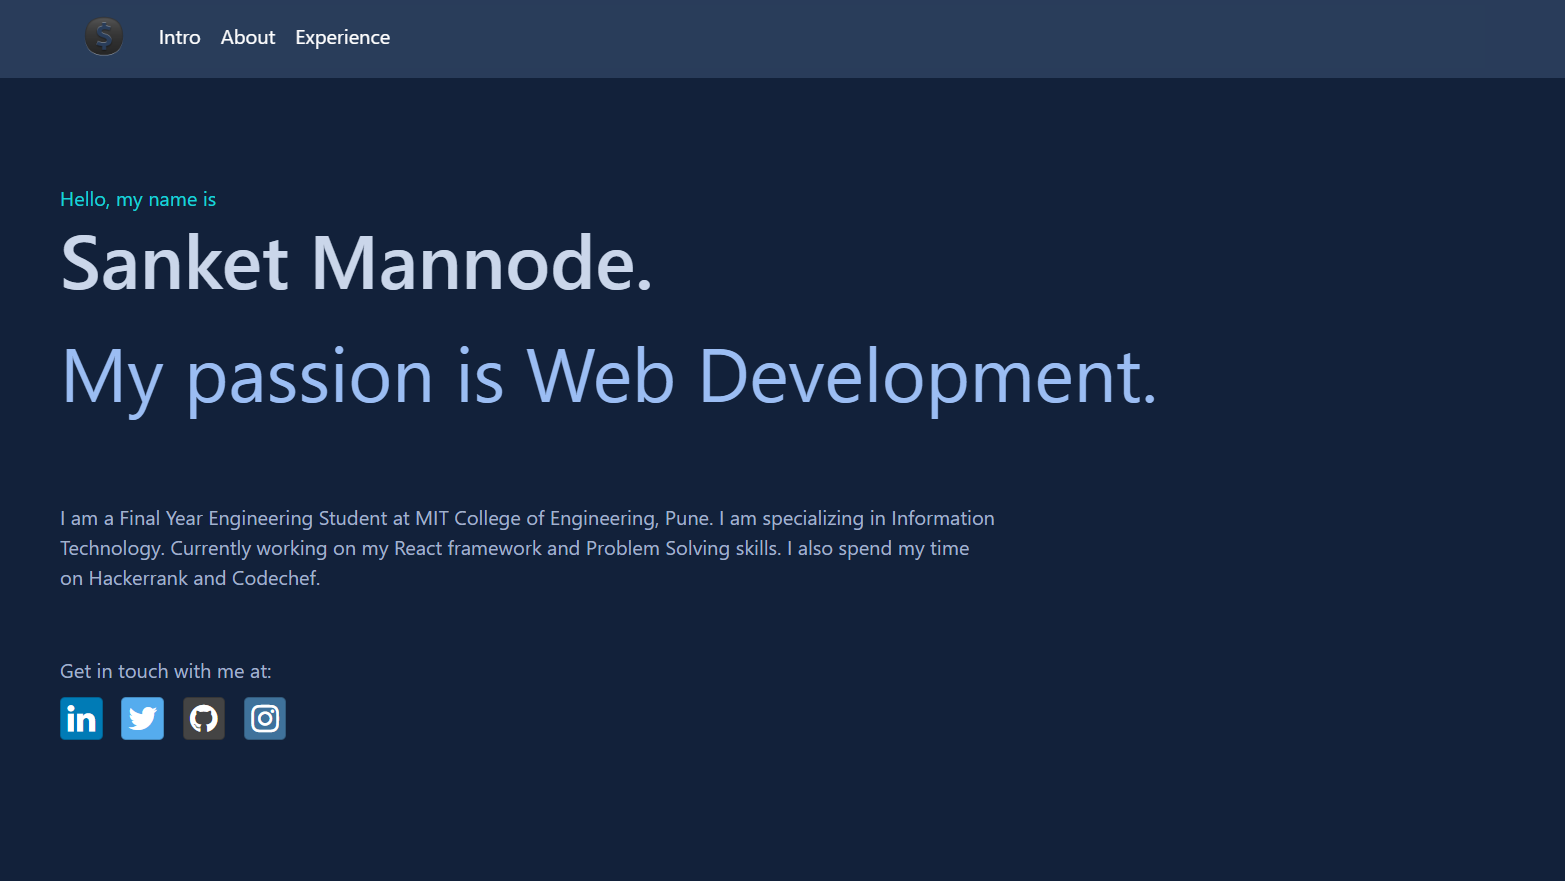 $
Intro About Experience
Hello, my name is
Sanket Mannode.
My passion is Web Development.
I am a Final Year Engineering Student at MIT College of Engineering, Pune. I am specializing in Information
Technology. Currently working on my React framework and Problem Solving skills. I also spend my time
on Hackerrank and Codechef.
Get in touch with me at:
in